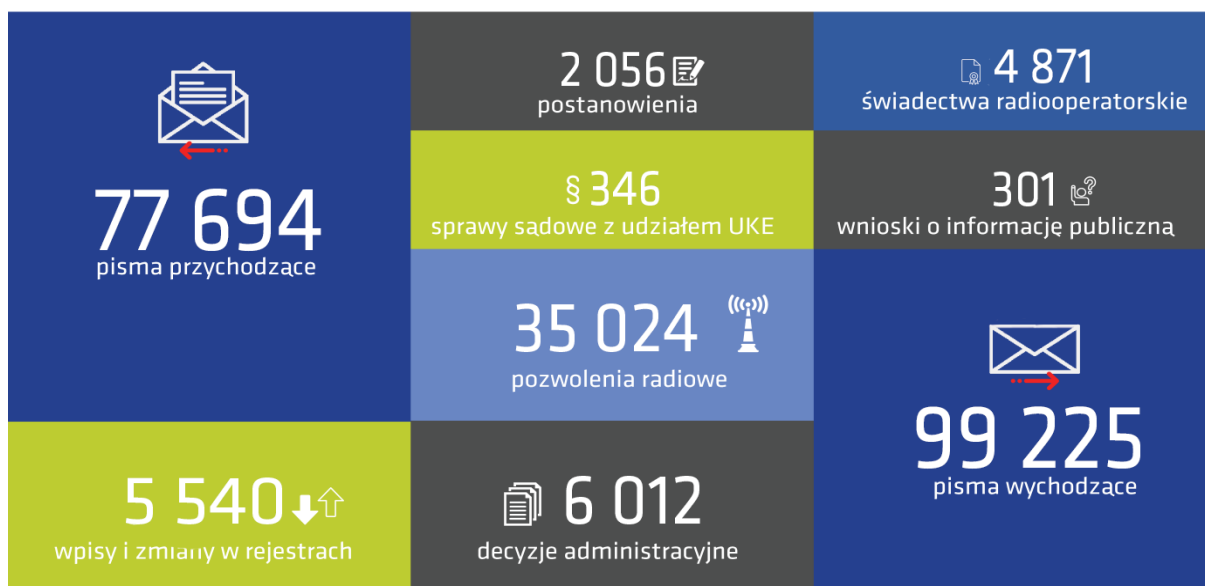 77 694
pisma przychodzące
2 056
postanowienia
4 871
świadectwa radiooperatorskie
§ 346
sprawy sądowe z udziałem UKE
301
wnioski o informację publiczną
35 024
pozwolenia radiowe
99 225
pisma wychodzące
5 540
wpisy i zmiany w rejestrach
6 012
decyzje administracyjne